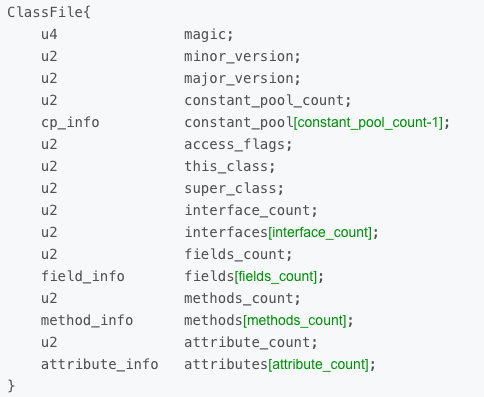 ClassFile{
u4 magic;
u2 minor_version;
u2 major_version;
u2 constant_pool_count;
cp_info constant_pool[constant_pool_count-1];
u2 access_flags;
u2 this_class;
u2 super_class;
u2 interface_count;
u2 interfaces[interface_count];
u2 fields_count;
field_info fields[fields_count];
u2 methods_count;
method_info methods[methods_count];
u2 attribute_count;
attribute_info attributes[attribute_count];
}